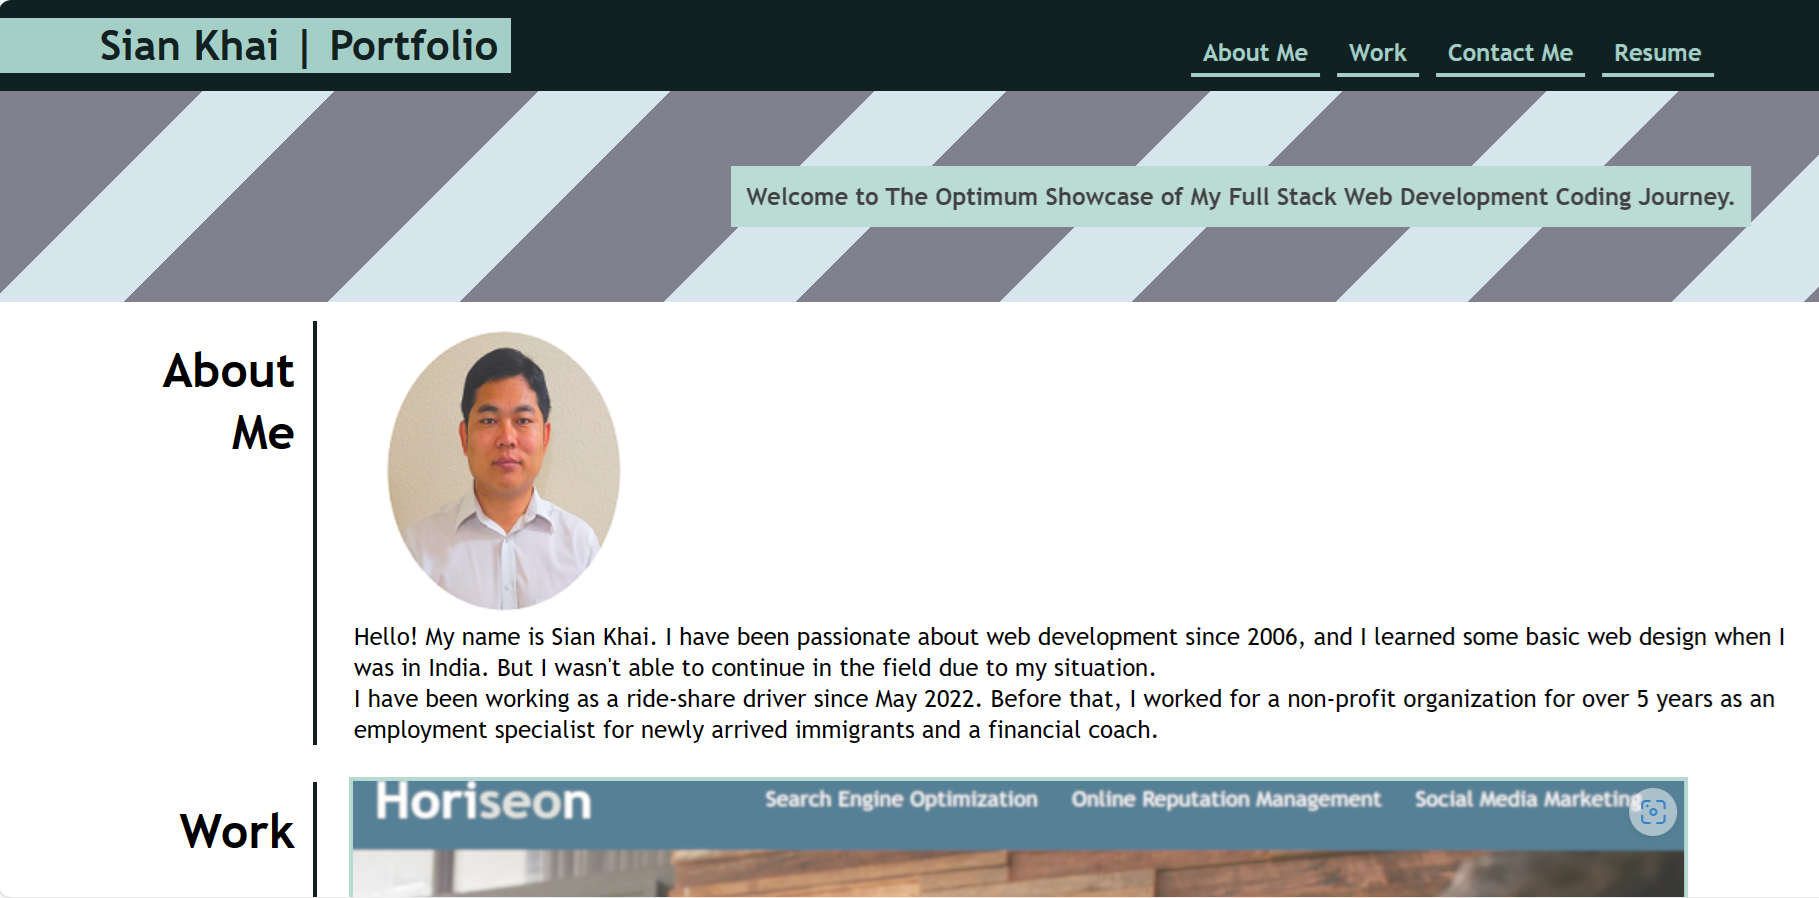 Sian Khai | Portfolio
About Me
Work
Contact Me
Resume
Welcome to The Optimum Showcase of My Full Stack Web Development Coding Journey.
About
Me
Hello! My name is Sian Khai. I have been passionate about web development since 2006, and I learned some basic web design when I
was in India. But I wasn't able to continue in the field due to my situation.
I have been working as a ride-share driver since May 2022. Before that, I worked for a non-profit organization for over 5 years as an
employment specialist for newly arrived immigrants and a financial coach.
Work
Horiseon
Search Engine Optimization
Online Reputation Management
Social Media Marketing